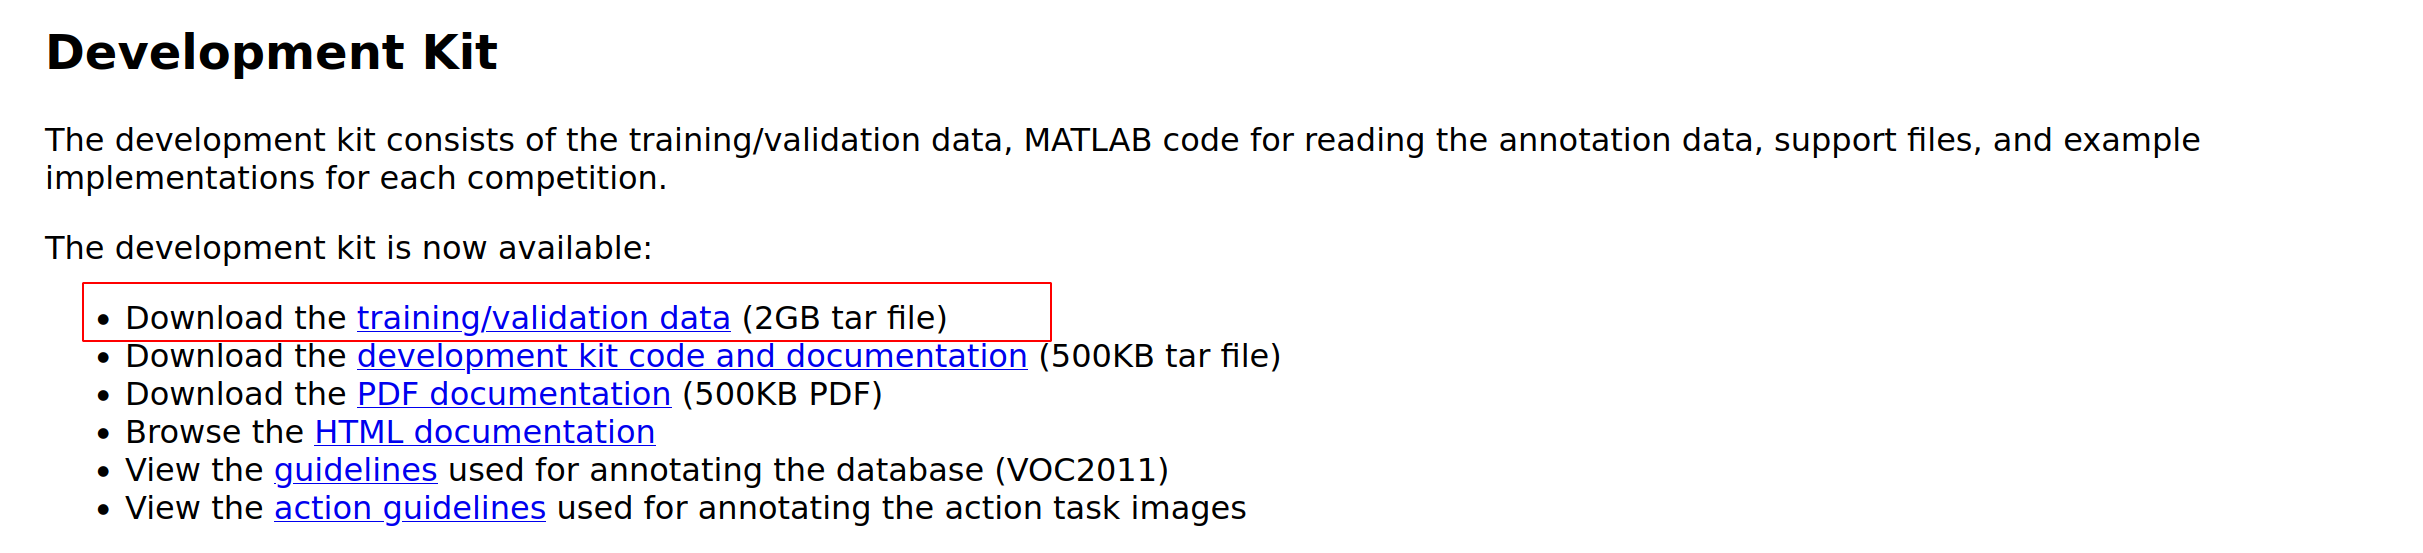 Development Kit
The development kit consists of the training/validation data, MATLAB code for reading the annotation data, support files, and example
implementations for each competition.
The development kit is now available:
• Download the training/validation data (2GB tar file)
• Download the development kit code and documentation (500KB tar file)
• Download the PDF documentation (500KB PDF)
• Browse the HTML documentation
• View the guidelines used for annotating the database (VOC2011)
• View the action guidelines used for annotating the action task images